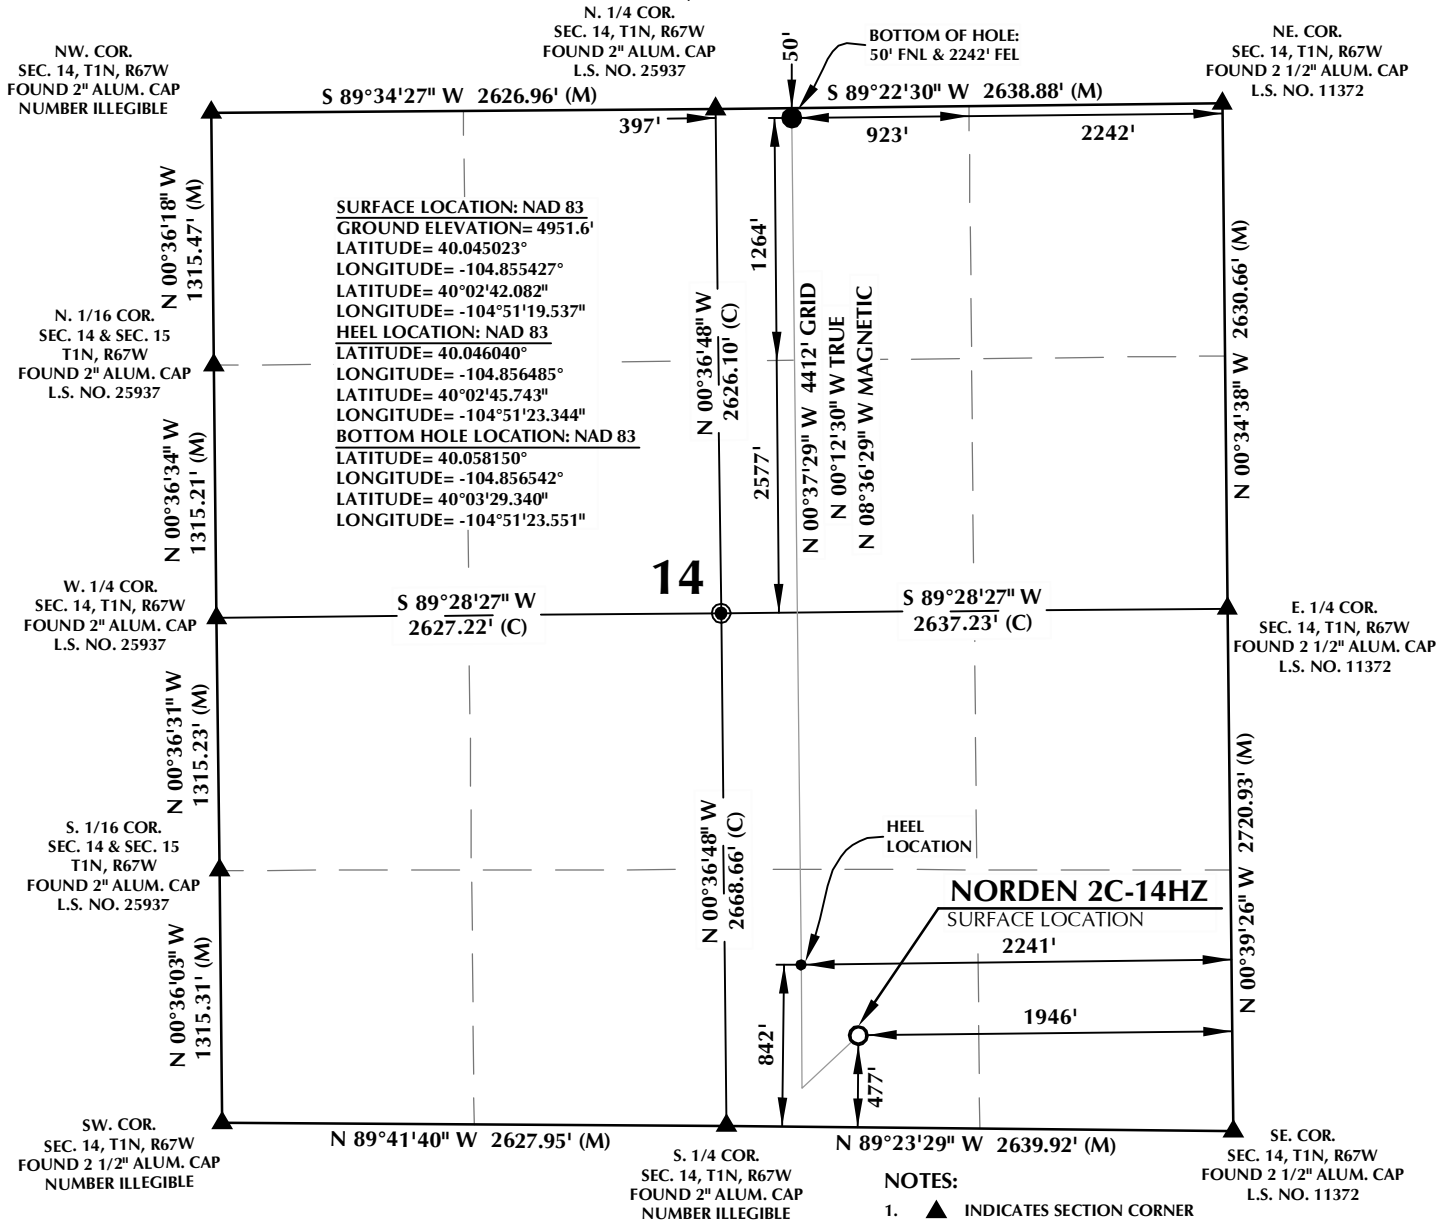 N. 1/4 COR.
SEC. 14, T1N, R67W
FOUND 2" ALUM. CAP
L.S. NO. 25937
NW. COR.
SEC. 14, T1N, R67W
FOUND 2" ALUM. CAP
NUMBER ILLEGIBLE
50'
BOTTOM OF HOLE:
50' FNL & 2242' FEL
NE. COR.
SEC. 14, T1N, R67W
FOUND 2 1/2" ALUM. CAP
L.S. NO. 11372
S 89°34'27" W 2626.96' (M)
S 89°22'30" W 2638.88' (M)
397'
923'
2242'
N 00°36'18" W
1315.47' (M)
SURFACE LOCATION: NAD 83
GROUND ELEVATION= 4951.6'
LATITUDE= 40.045023°
LONGITUDE= -104.855427°
LATITUDE= 40°02'42.082"
LONGITUDE= -104°51'19.537"
HEEL LOCATION: NAD 83
LATITUDE= 40.046040°
LONGITUDE= -104.856485°
LATITUDE= 40°02'45.743"
LONGITUDE= -104°51'23.344"
BOTTOM HOLE LOCATION: NAD 83
LATITUDE= 40.058150°
LONGITUDE= -104.856542°
LATITUDE= 40°03'29.340"
LONGITUDE= -104°51'23.551"
1264'
N 00°36'48" W
2626.10' (C)
2577'
N 00°37'29" W 4412' GRID
N 00°12'30" W TRUE
N 08°36'29" W MAGNETIC
N 00°34'38" W 2630.66' (M)
N. 1/16 COR.
SEC. 14 & SEC. 15
T1N, R67W
FOUND 2" ALUM. CAP
L.S. NO. 25937
N 00°36'34" W
1315.21' (M)
W. 1/4 COR.
SEC. 14, T1N, R67W
FOUND 2" ALUM. CAP
L.S. NO. 25937
14
S 89°28'27" W
2627.22' (C)
S 89°28'27" W
2637.23' (C)
E. 1/4 COR.
SEC. 14, T1N, R67W
FOUND 2 1/2" ALUM. CAP
L.S. NO. 11372
N 00°36'31" W
1315.23' (M)
N 00°36'48" W
2668.66' (C)
N 00°39'26" W 2720.93' (M)
S. 1/16 COR.
SEC. 14 & SEC. 15
T1N, R67W
FOUND 2" ALUM. CAP
L.S. NO. 25937
HEEL
LOCATION
NORDEN 2C-14HZ
SURFACE LOCATION
2241'
1946'
842'
477'
N 00°36'03" W
1315.31' (M)
SW. COR.
SEC. 14, T1N, R67W
FOUND 2 1/2" ALUM. CAP
NUMBER ILLEGIBLE
N 89°41'40" W 2627.95' (M)
N 89°23'29" W 2639.92' (M)
S. 1/4 COR.
SEC. 14, T1N, R67W
FOUND 2" ALUM. CAP
NUMBER ILLEGIBLE
SE. COR.
SEC. 14, T1N, R67W
FOUND 2 1/2" ALUM. CAP
L.S. NO. 11372
NOTES:
1. ▲ INDICATES SECTION CORNER